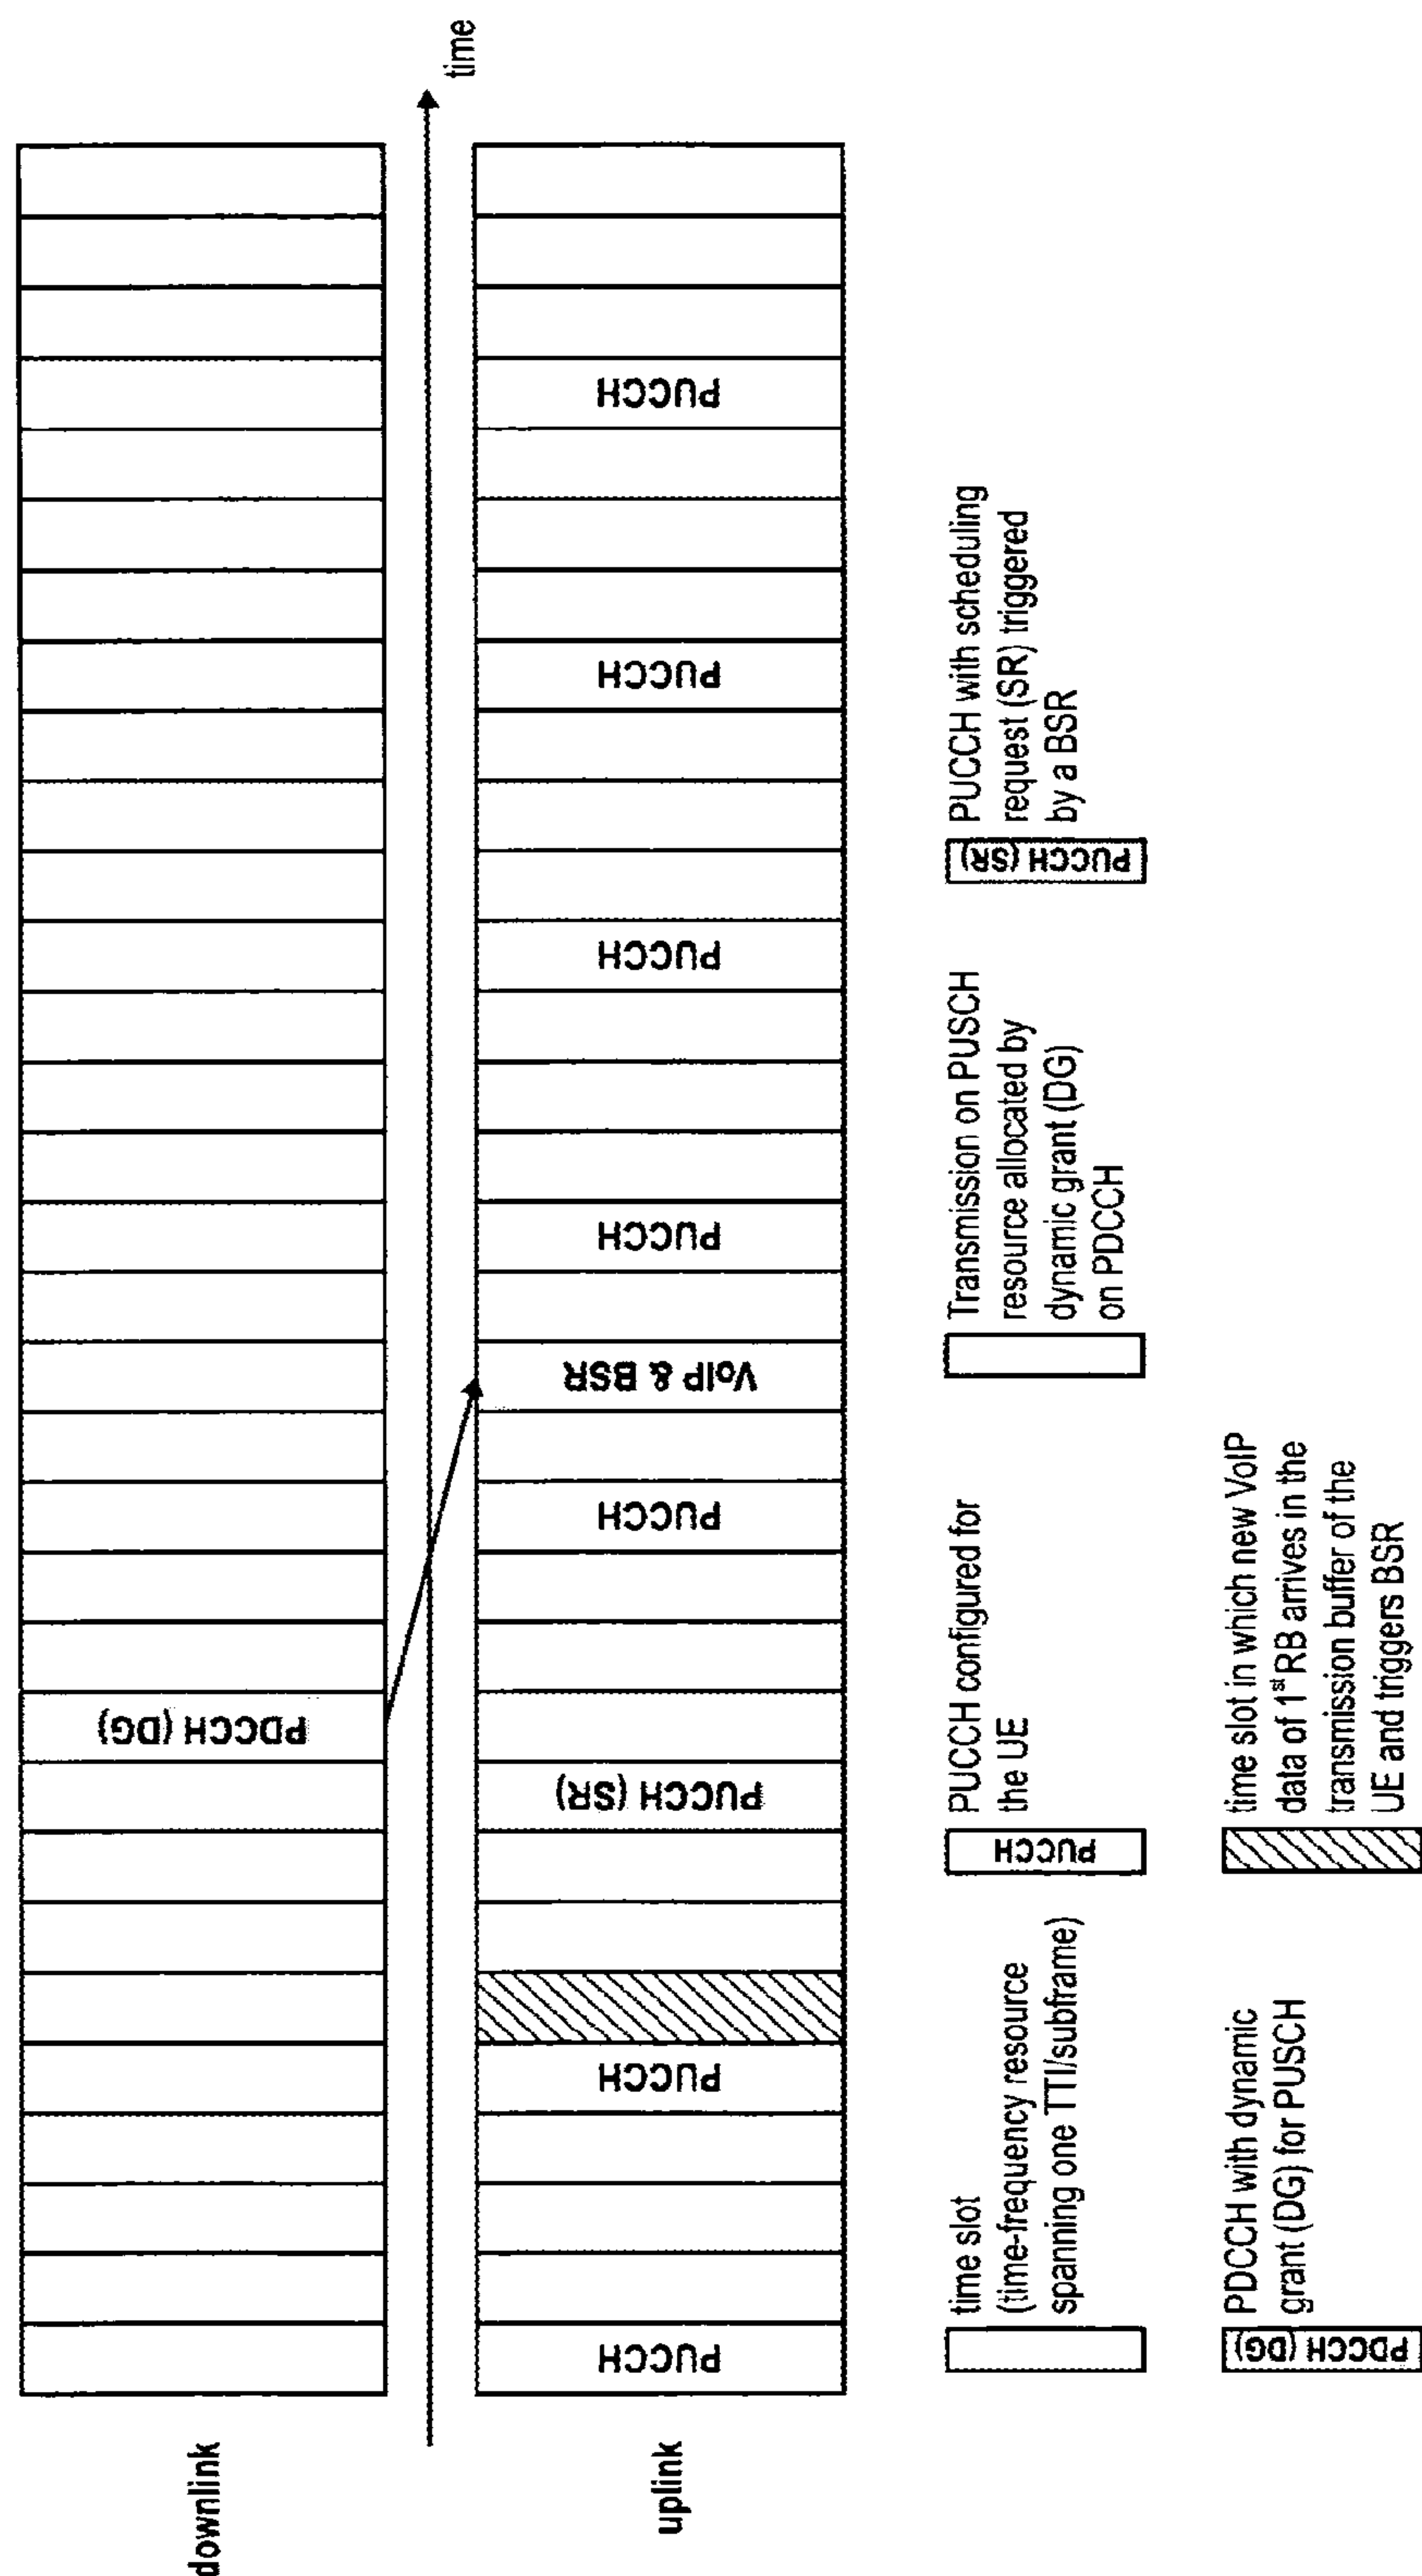 downlink
PDCCH (DG)
time
uplink
PUCCH
PUCCH
PUCCH (SR)
PUCCH
VoIP & BSR
PUCCH
PUCCH
PUCCH
PUCCH
time slot
(time-frequency resource
spanning one TTI/subframe)
PUCCH
PUCCH configured for
the UE
Transmission on PUSCH
resource allocated by
dynamic grant (DG)
on PDCCH
PUCCH (SR)
PUCCH with scheduling
request (SR) triggered
by a BSR
PDCCH (DG)
PDCCH with dynamic
grant (DG) for PUSCH
time slot in which new VoIP
data of 1st RB arrives in the
transmission buffer of the
UE and triggers BSR